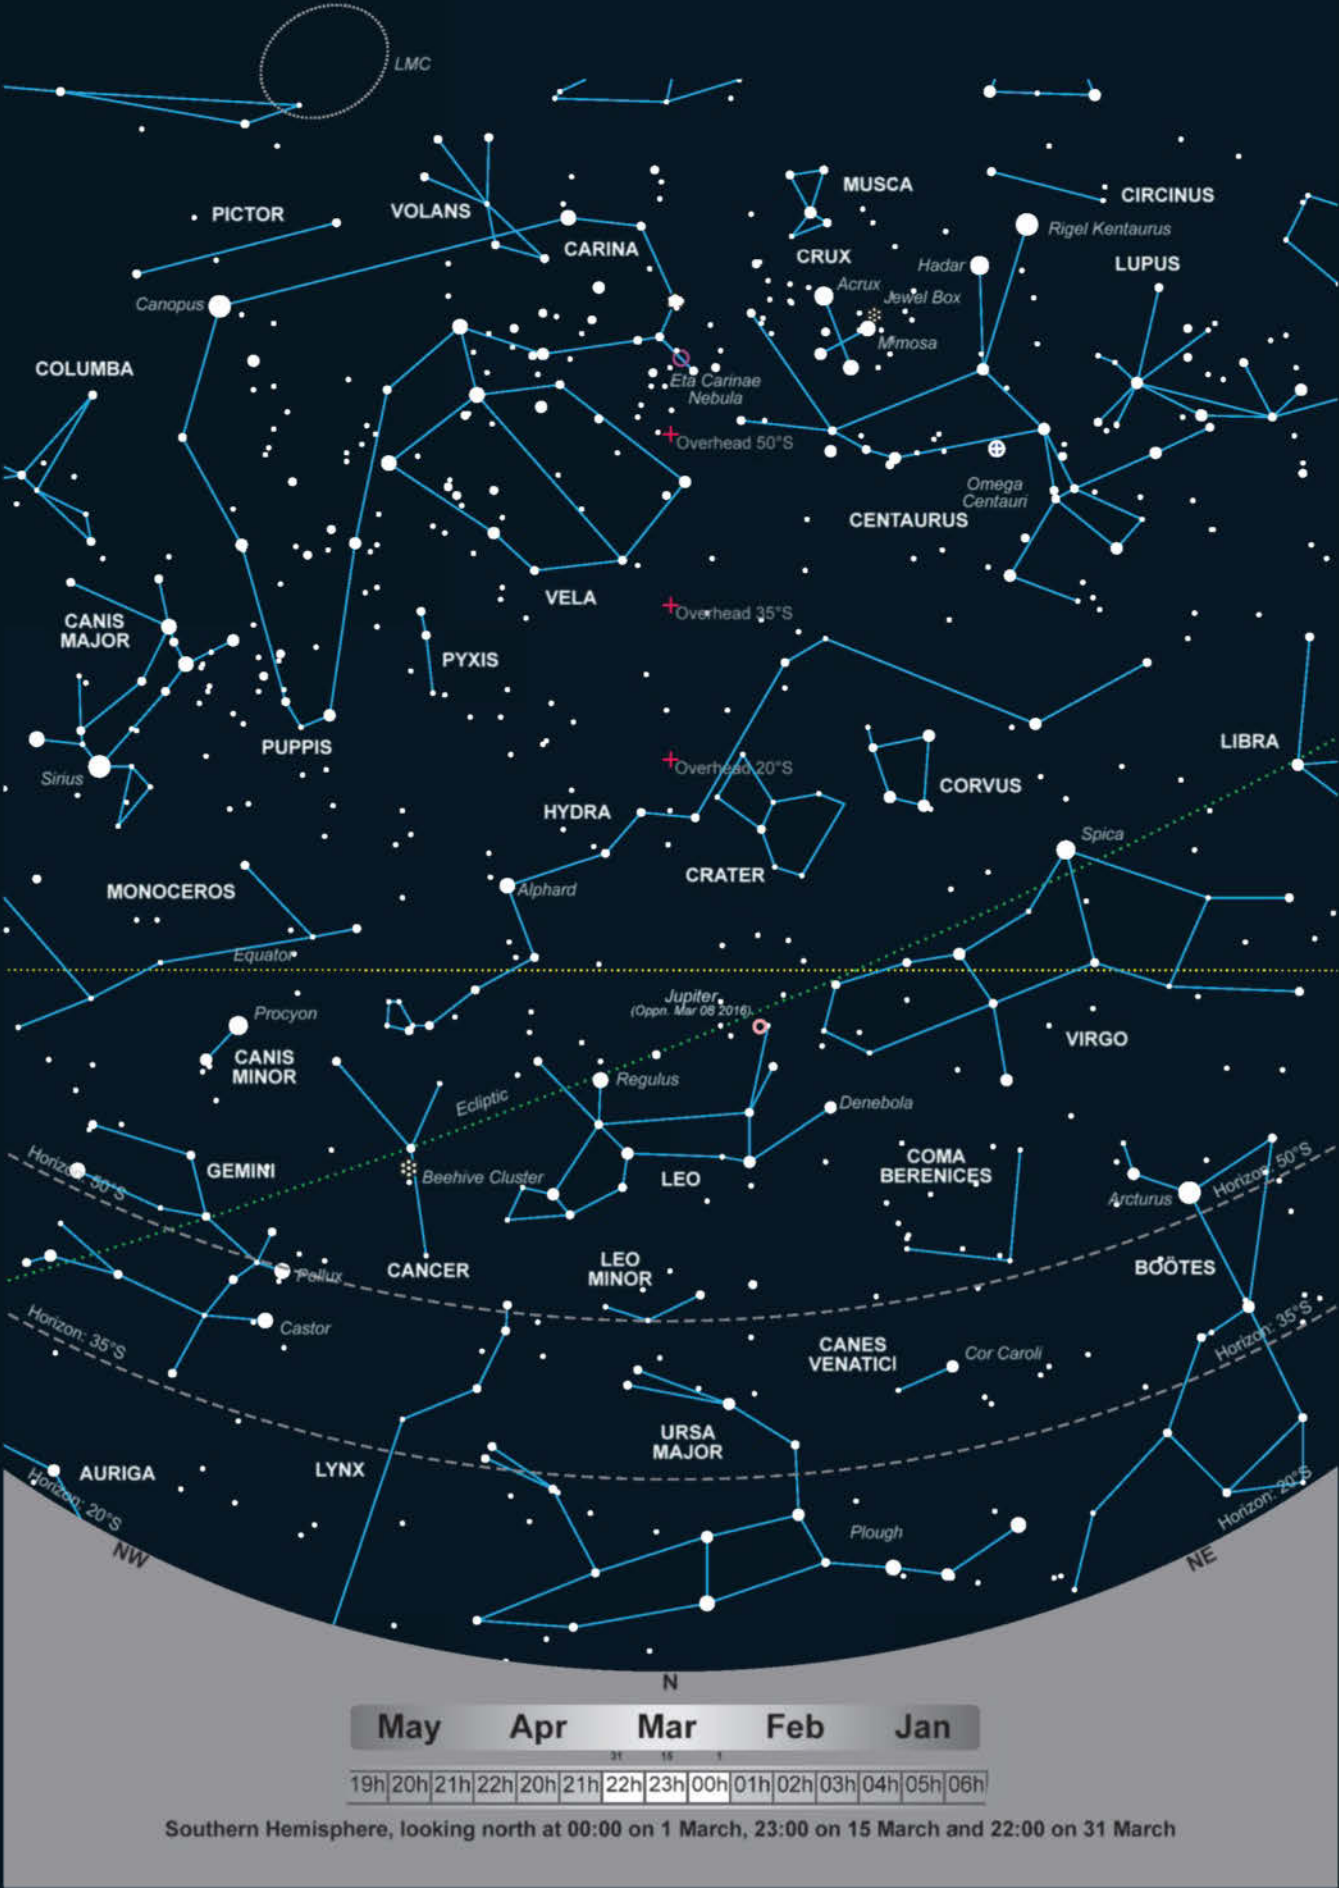 LMC
MUSCA
CIRCINUS
PICTOR
VOLANS
Rigel Kentaurus
CARINA
CRUX
Hadar
LUPUS
Acrux
Jewel Box
Canopus
Mimosa
COLUMBA
Eta Carinae
Nebula
Overhead 50°S
Omega
Centauri
CENTAURUS
VELA
Overhead 35°S
CANIS
MAJOR
PYXIS
PUPPIS
LIBRA
Overhead 20°S
Sirius
CORVUS
HYDRA
Spica
CRATER
MONOCEROS
Alphard
Equator
Jupiter
(Oppn. Mar 08 2016)
Procyon
VIRGO
CANIS
MINOR
Regulus
Ecliptic
Denebola
Horizon: 50°S
GEMINI
Beehive Cluster
LEO
COMA
BERENICES
Horizon: 50°S
Arcturus
Pollux
CANCER
LEO
MINOR
BOÖTES
Horizon: 35°S
Castor
Horizon: 35°S
CANES
VENATICI
Cor Caroli
URSA
MAJOR
AURIGA
LYNX
Horizon: 20°S
Horizon: 20°S
Plough
NW
NE
N
May Apr Mar Feb Jan
31 15 1
19h 20h 21h 22h 20h 21h 22h 23h 00h 01h 02h 03h 04h 05h 06h
Southern Hemisphere, looking north at 00:00 on 1 March, 23:00 on 15 March and 22:00 on 31 March